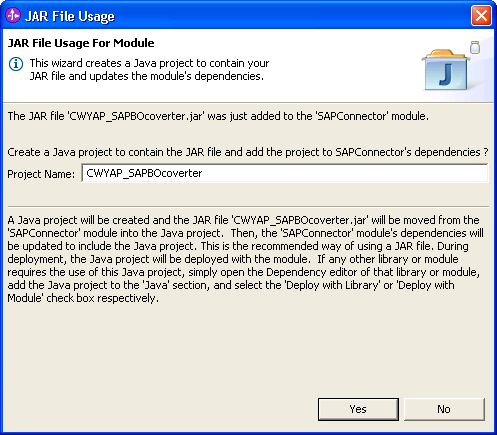 JAR File Usage
JAR File Usage For Module
This wizard creates a Java project to contain your
JAR file and updates the module's dependencies.
The JAR file 'CWYAP_SAPBOcoverter.jar' was just added to the 'SAPConnector' module.
Create a Java project to contain the JAR file and add the project to SAPConnector's dependencies ?
Project Name: CWYAP_SAPBOcoverter
A Java project will be created and the JAR file 'CWYAP_SAPBOcoverter.jar' will be moved from the
'SAPConnector' module into the Java project.  Then, the 'SAPConnector' module's dependencies will
be updated to include the Java project. This is the recommended way of using a JAR file. During
deployment, the Java project will be deployed with the module.  If any other library or module
requires the use of this Java project, simply open the Dependency editor of that library or module,
add the Java project to the 'Java' section, and select the 'Deploy with Library' or 'Deploy with
Module' check box respectively.
Yes No